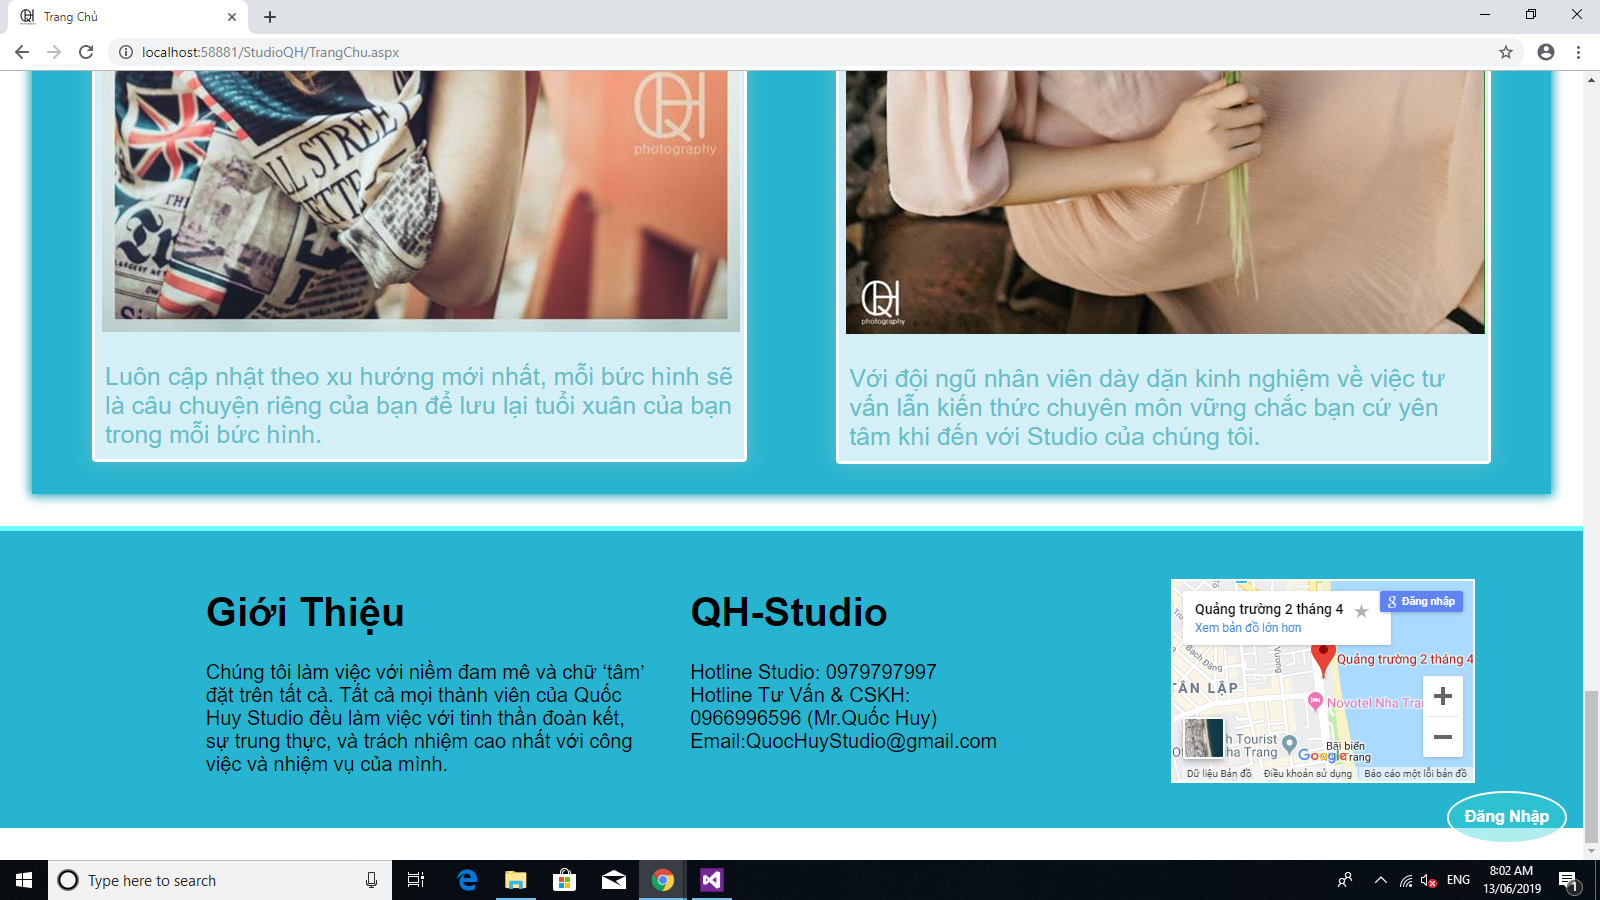 Trang Chủ
localhost:58881/StudioQH/TrangChu.aspx
QH
photography
ALL STREET
QH
photography
Luôn cập nhật theo xu hướng mới nhất, mỗi bức hình sẽ
là câu chuyện riêng của bạn để lưu lại tuổi xuân của bạn
trong mỗi bức hình.
Với đội ngũ nhân viên dày dặn kinh nghiệm về việc tư
vấn lẫn kiến thức chuyên môn vững chắc bạn cứ yên
tâm khi đến với Studio của chúng tôi.
Giới Thiệu
Chúng tôi làm việc với niềm đam mê và chữ ‘tâm’
đặt trên tất cả. Tất cả mọi thành viên của Quốc
Huy Studio đều làm việc với tinh thần đoàn kết,
sự trung thực, và trách nhiệm cao nhất với công
việc và nhiệm vụ của mình.
QH-Studio
Hotline Studio: 0979797997
Hotline Tư Vấn & CSKH:
0966996596 (Mr.Quốc Huy)
Email:QuocHuyStudio@gmail.com
Quảng trường 2 tháng 4
Xem bản đồ lớn hơn
Đăng nhập
Bạch Đằng
Quảng trường 2 tháng 4
TÂN LẬP
Novotel Nha Tra
Tourist
Nha Trang
Bãi biển
Trang
Google
Dữ liệu Bản đồ
Điều khoản sử dụng
Báo cáo một lỗi bản đồ
Đăng Nhập
Type here to search
ENG
8:02 AM
13/06/2019
1